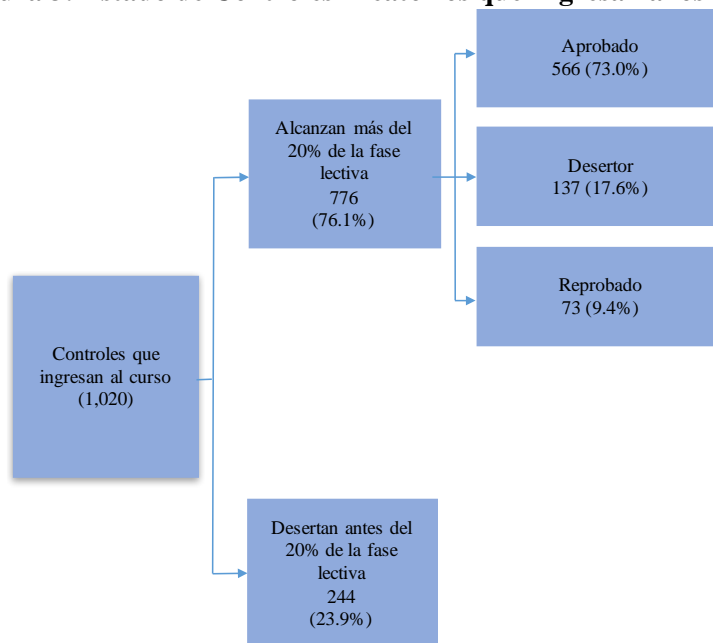 Aprobado
566 (73.0%)
Alcanzan más del
20% de la fase
lectiva
776
(76.1%)
Desertor
137 (17.6%)
Reprobado
73 (9.4%)
Controles que
ingresan al curso
(1,020)
Desertan antes del
20% de la fase
lectiva
244
(23.9%)